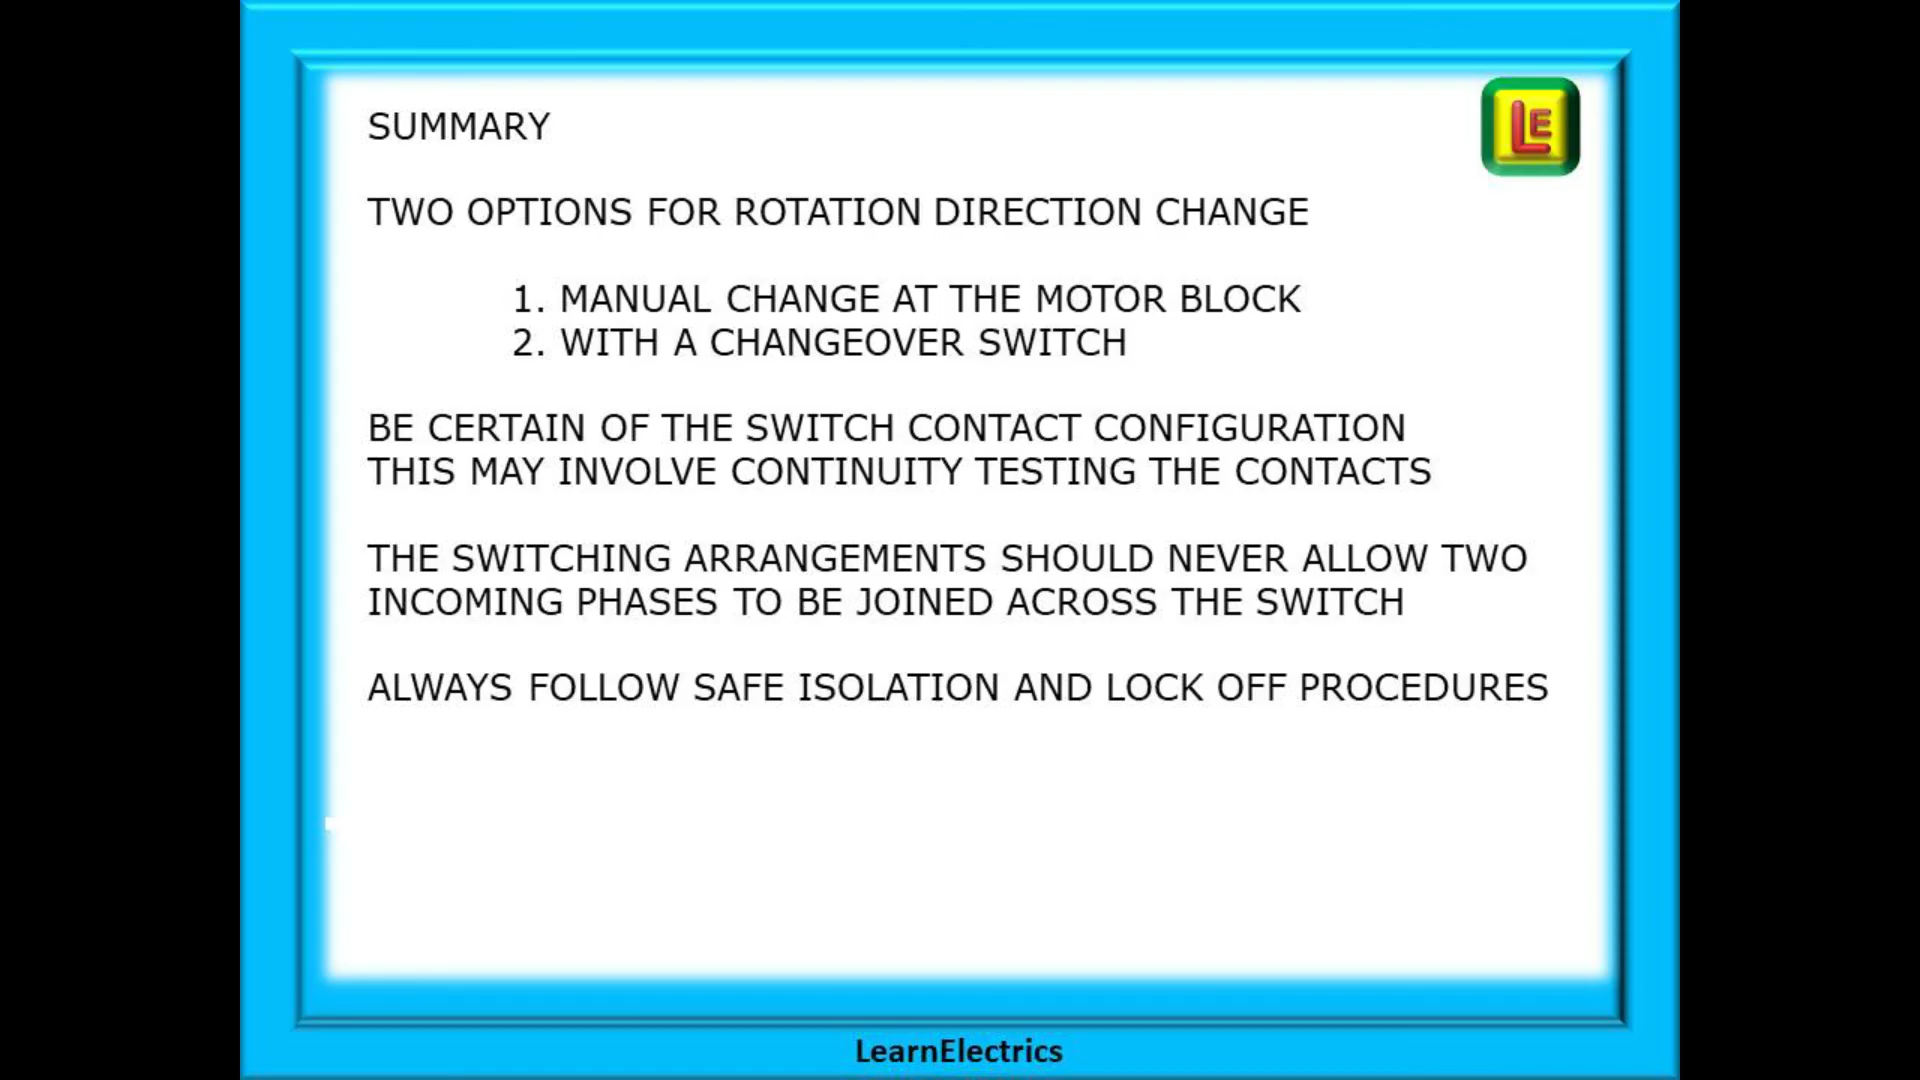 SUMMARY
LE
TWO OPTIONS FOR ROTATION DIRECTION CHANGE
1. MANUAL CHANGE AT THE MOTOR BLOCK
2. WITH A CHANGEOVER SWITCH
BE CERTAIN OF THE SWITCH CONTACT CONFIGURATION
THIS MAY INVOLVE CONTINUITY TESTING THE CONTACTS
THE SWITCHING ARRANGEMENTS SHOULD NEVER ALLOW TWO
INCOMING PHASES TO BE JOINED ACROSS THE SWITCH
ALWAYS FOLLOW SAFE ISOLATION AND LOCK OFF PROCEDURES
LearnElectrics